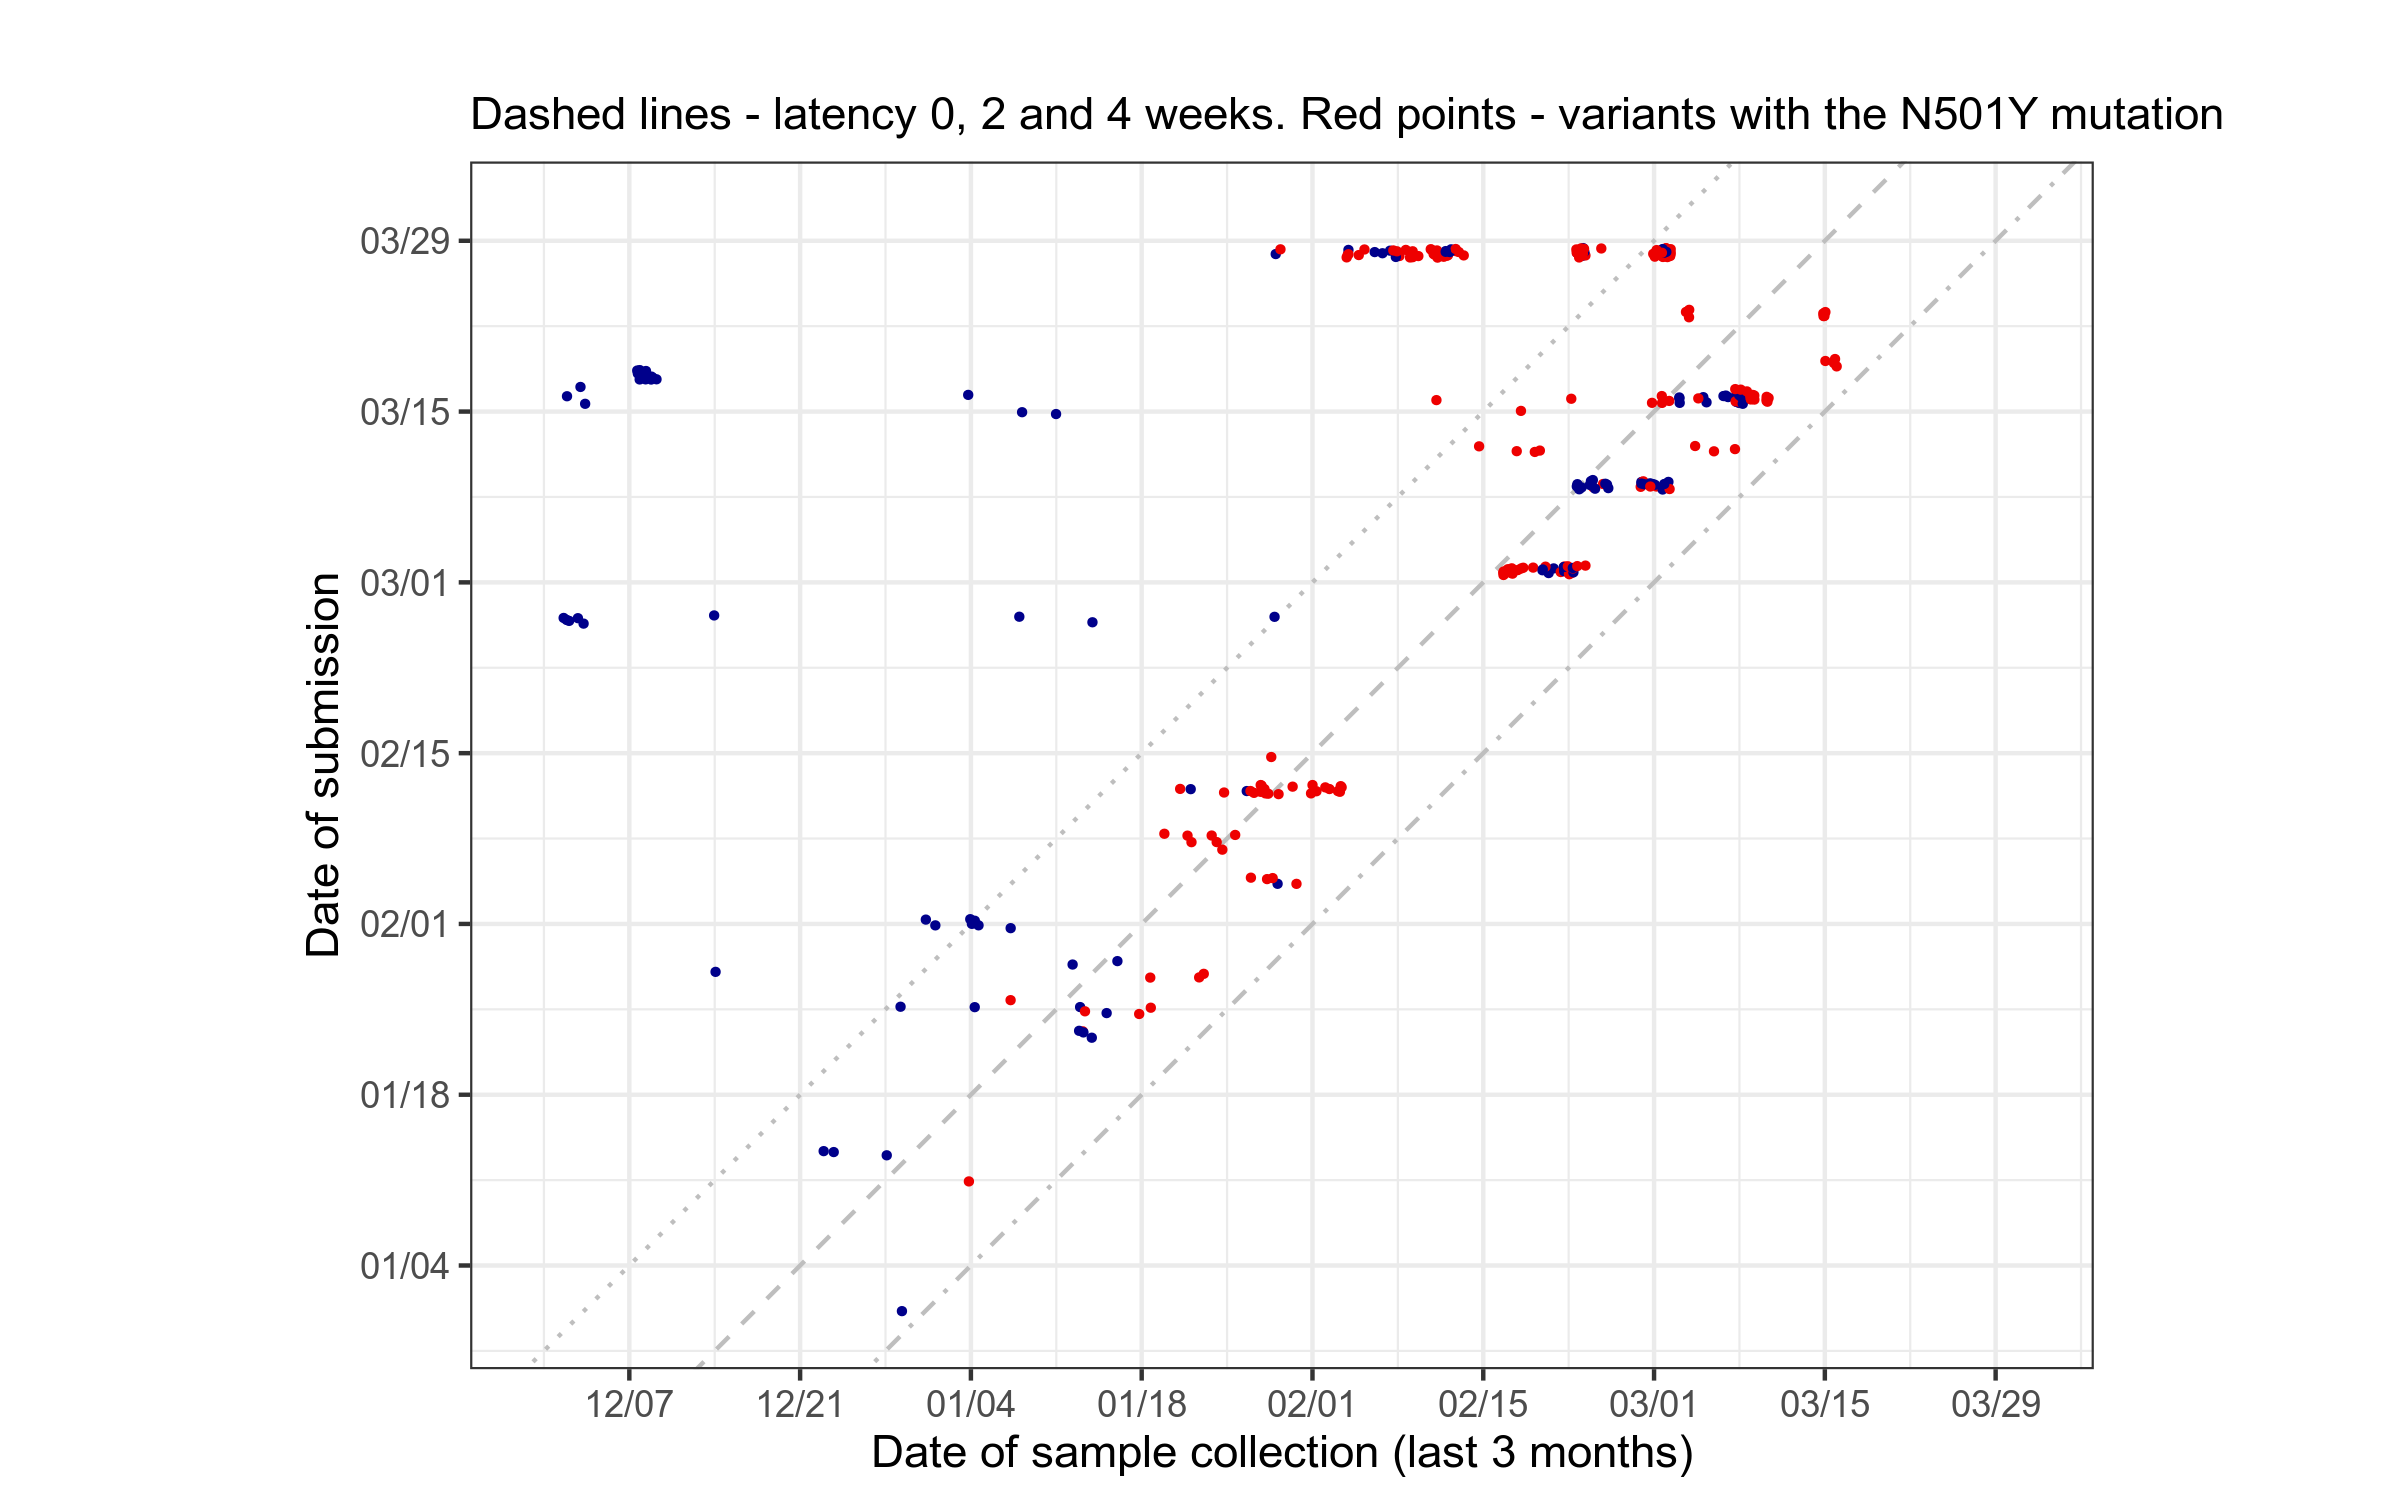 Dashed lines - latency 0, 2 and 4 weeks. Red points - variants with the N501Y mutation
Date of submission
03/29
03/15
03/01
02/15
02/01
01/18
01/04
12/07 12/21 01/04 01/18 02/01 02/15 03/01 03/15 03/29
Date of sample collection (last 3 months)